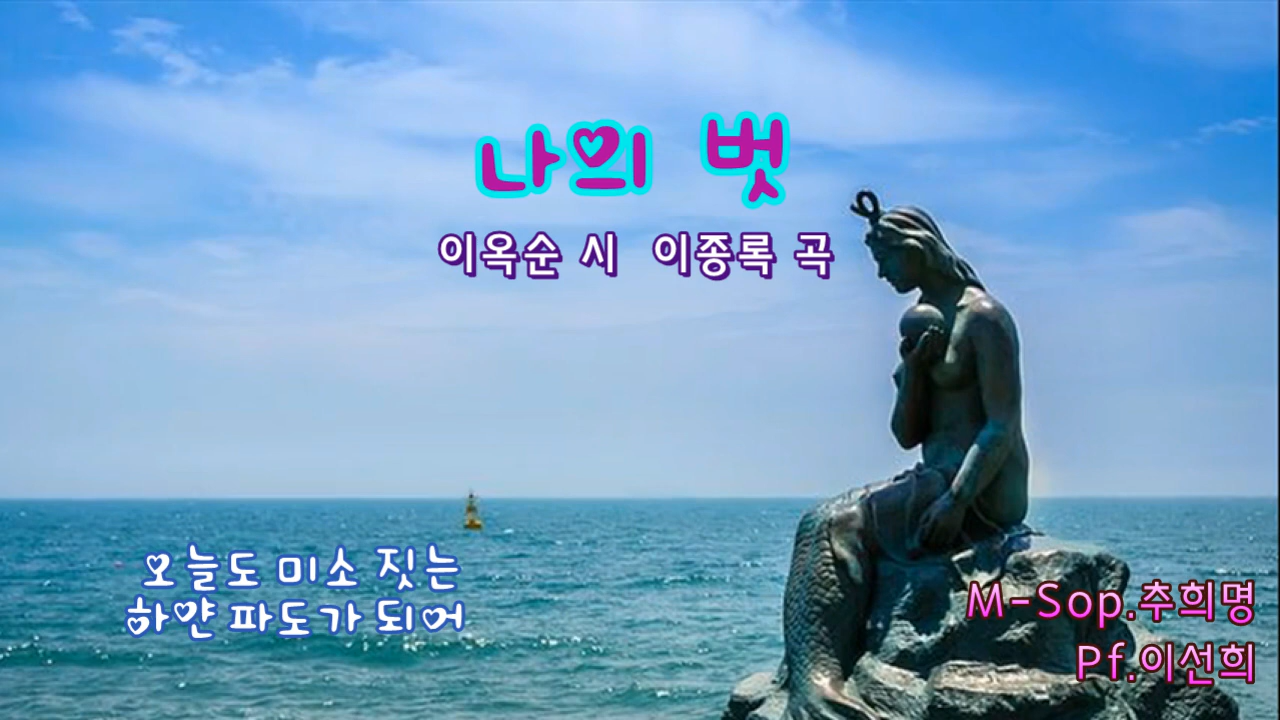 나의 벗
이옥순 시 이종록 곡
오늘도 미소 짓는
하얀 파도가 되어
M-Sop.추희명
Pf.이선희